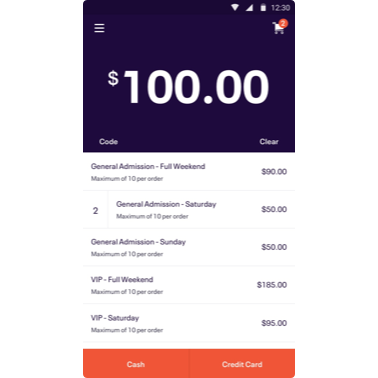 12:30
2
$100.00
Code Clear
General Admission - Full Weekend
Maximum of 10 per order
$90.00
2
General Admission - Saturday
Maximum of 10 per order
$50.00
General Admission - Sunday
Maximum of 10 per order
$50.00
VIP - Full Weekend
Maximum of 10 per order
$185.00
VIP - Saturday
Maximum of 10 per order
$95.00
Cash Credit Card